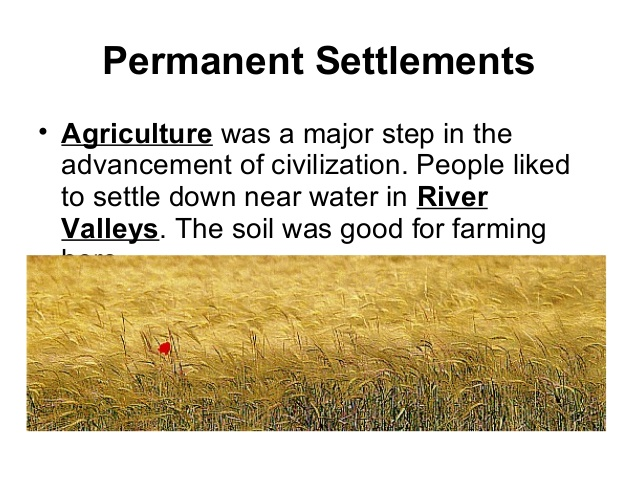 Permanent Settlements
• Agriculture was a major step in the
advancement of civilization. People liked
to settle down near water in River
Valleys. The soil was good for farming